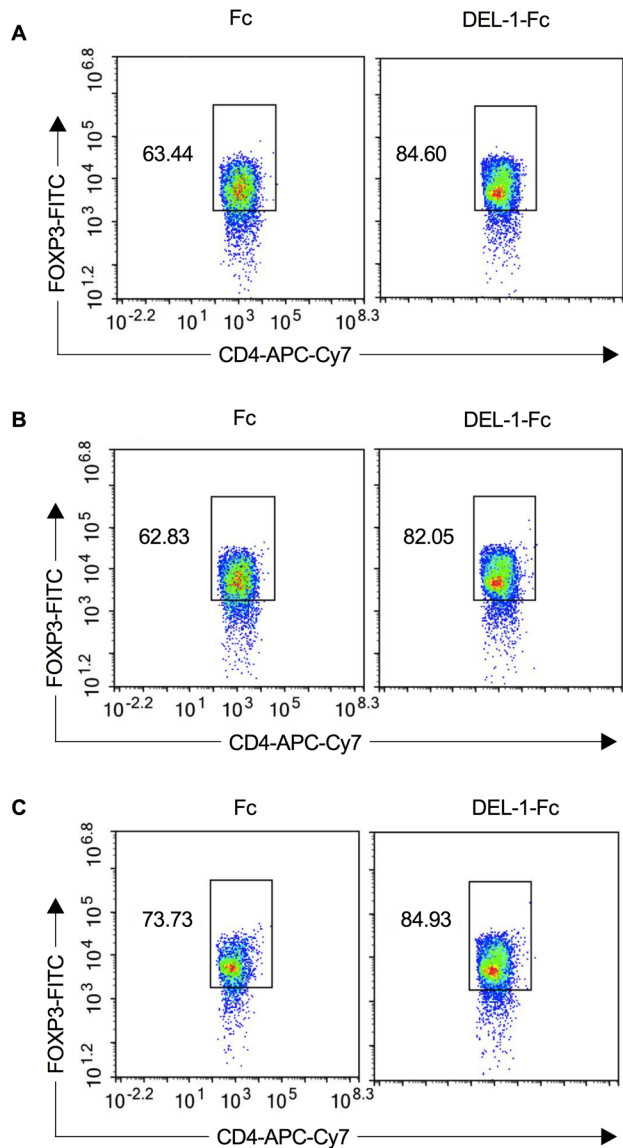 A
Fc
DEL-1-Fc
10^6.8
10^5
10^4
10^3
10^1.2
FOXP3-FITC
63.44
84.60
10^-2.2
10^1
10^3
10^5
10^8.3
CD4-APC-Cy7
B
Fc
DEL-1-Fc
10^6.8
10^5
10^4
10^3
10^1.2
FOXP3-FITC
62.83
82.05
10^-2.2
10^1
10^3
10^5
10^8.3
CD4-APC-Cy7
C
Fc
DEL-1-Fc
10^6.8
10^5
10^4
10^3
10^1.2
FOXP3-FITC
73.73
84.93
10^-2.2
10^1
10^3
10^5
10^8.3
CD4-APC-Cy7